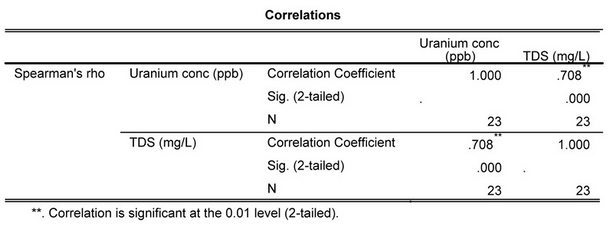 Correlations
Uranium conc (ppb) TDS (mg/L)
Spearman's rho Uranium conc (ppb) Correlation Coefficient 1.000 .708**
Sig. (2-tailed) . .000
N 23 23
TDS (mg/L) Correlation Coefficient .708** 1.000
Sig. (2-tailed) .000 .
N 23 23
**. Correlation is significant at the 0.01 level (2-tailed).